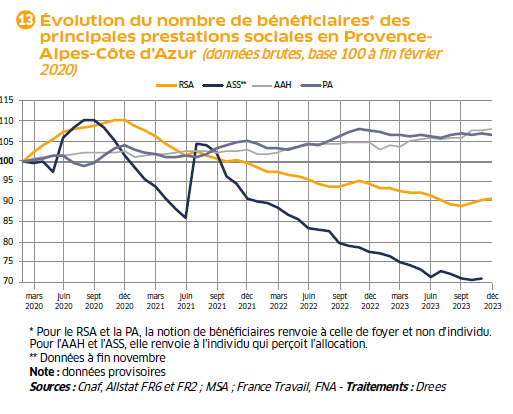 13 Évolution du nombre de bénéficiaires* des
principales prestations sociales en Provence-
Alpes-Côte d'Azur (données brutes, base 100 à fin février
2020)
RSA ASS** AAH PA
115
110
105
100
95
90
85
80
75
70
mars juin sept déc mars juin sept déc mars juin sept déc mars juin sept déc
2020 2020 2020 2020 2021 2021 2021 2021 2022 2022 2022 2022 2023 2023 2023 2023
* Pour le RSA et la PA, la notion de bénéficiaires renvoie à celle de foyer et non d'individu.
Pour l'AAH et l'ASS, elle renvoie à l'individu qui perçoit l'allocation.
** Données à fin novembre
Note : données provisoires
Sources : Cnaf, Allstat FR6 et FR2 ; MSA ; France Travail, FNA - Traitements : Drees